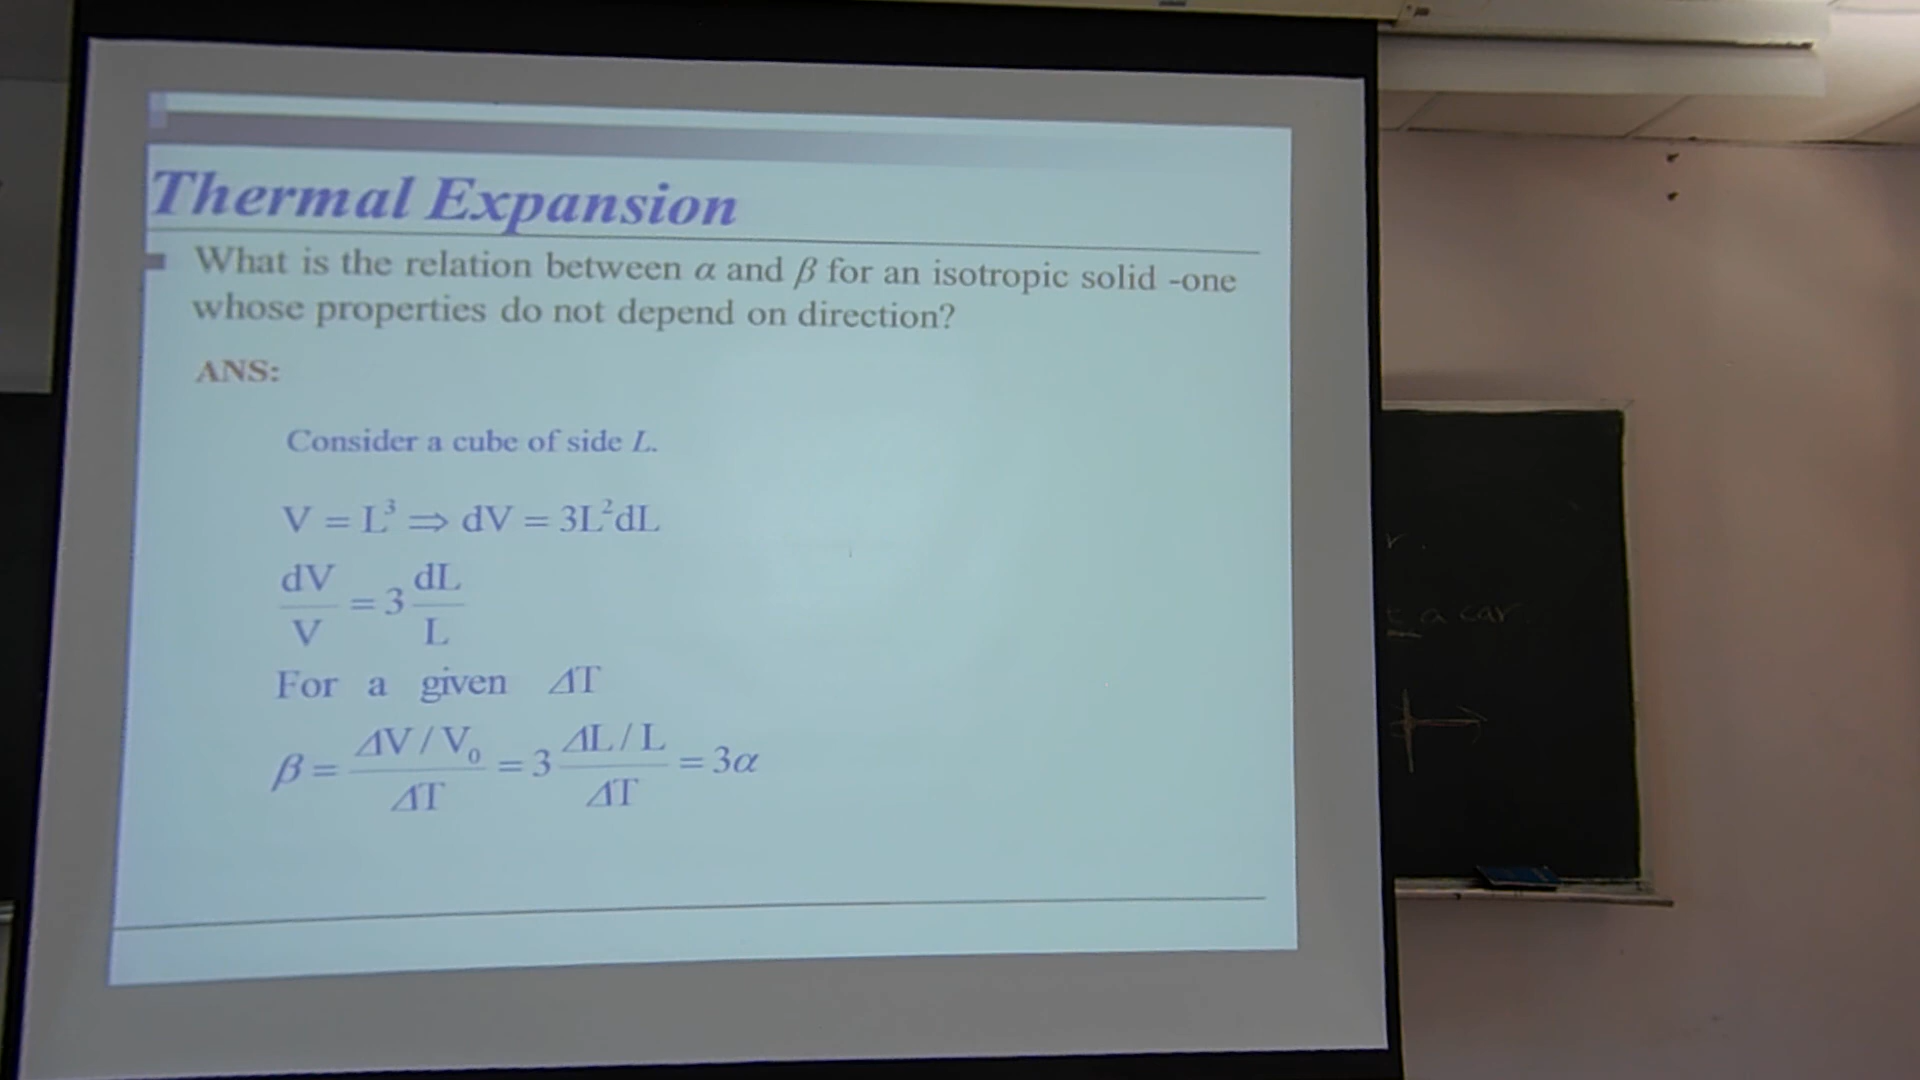 Thermal Expansion
What is the relation between α and β for an isotropic solid -one
whose properties do not depend on direction?
ANS:
Consider a cube of side L.
V = L³ ⇒ dV = 3L²dL
dV/V = 3 dL/L
For a given ΔT
β = (ΔV/V₀)/ΔT = 3 (ΔL/L)/ΔT = 3α
a car